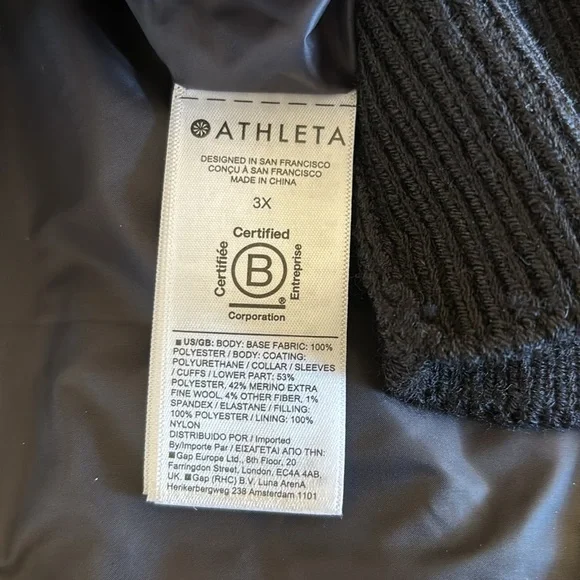 ATHLETA
DESIGNED IN SAN FRANCISCO
CONÇU À SAN FRANCISCO
MADE IN CHINA
3X
Certified
Certifiée
B
Entreprise
®
Corporation
■ US/GB: BODY: BASE FABRIC: 100%
POLYESTER / BODY: COATING:
POLYURETHANE / COLLAR / SLEEVES
/ CUFFS / LOWER PART: 53%
POLYESTER, 42% MERINO EXTRA
FINE WOOL, 4% OTHER FIBER, 1%
SPANDEX / ELASTANE / FILLING:
100% POLYESTER / LINING: 100%
NYLON
DISTRIBUIDO POR / Imported
By/Importe Par / ΕΙΣΑΓΕΤΑΙ ΑΠΟ ΤΗΝ:
■ Gap Europe Ltd., 8th Floor, 20
Farringdon Street, London, EC4A 4AB,
UK. ■ Gap (RHC) B.V. Luna ArenA
Herikerbergweg 238 Amsterdam 1101